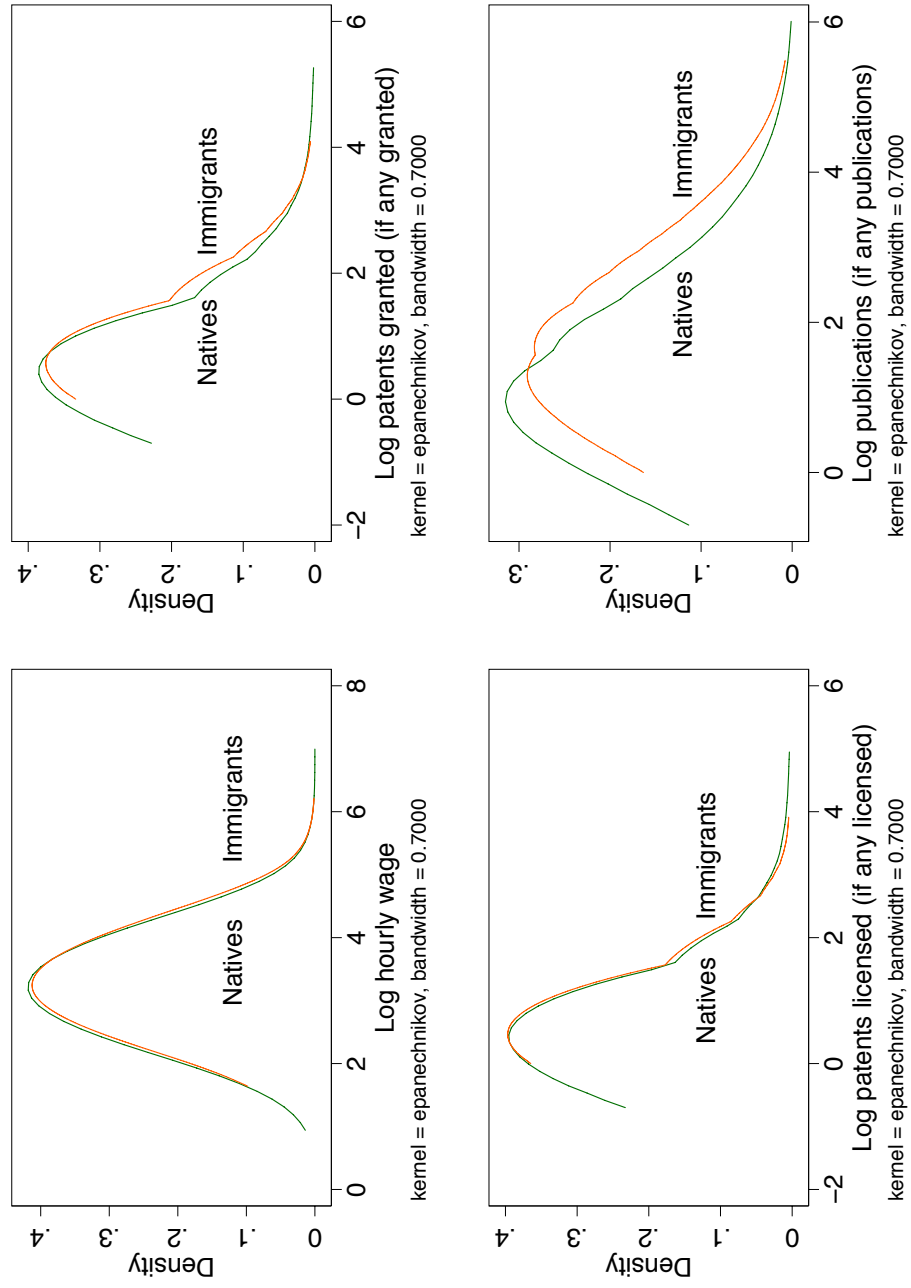 Density
.4
.3
.2
.1
0
Natives
Immigrants
0 2 4 6 8
Log hourly wage
kernel = epanechnikov, bandwidth = 0.7000
Density
.4
.3
.2
.1
0
Natives
Immigrants
−2 0 2 4 6
Log patents granted (if any granted)
kernel = epanechnikov, bandwidth = 0.7000
Density
.4
.3
.2
.1
0
Natives
Immigrants
−2 0 2 4 6
Log patents licensed (if any licensed)
kernel = epanechnikov, bandwidth = 0.7000
Density
.3
.2
.1
0
Natives
Immigrants
0 2 4 6
Log publications (if any publications)
kernel = epanechnikov, bandwidth = 0.7000